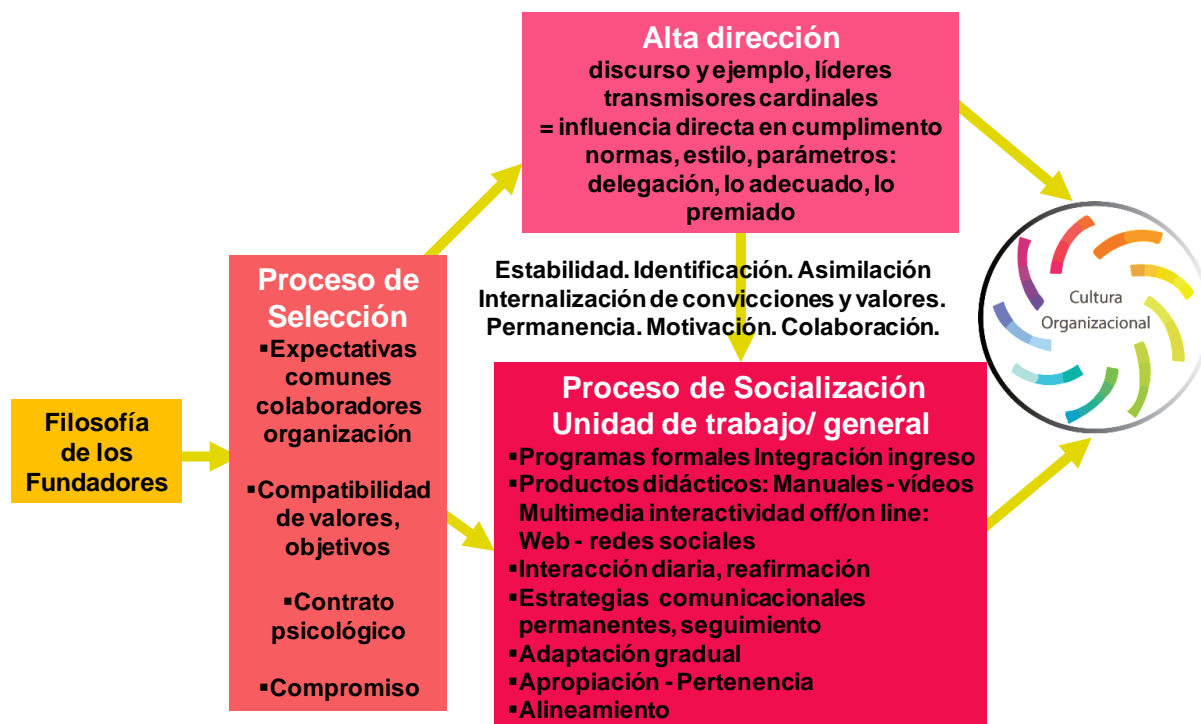 Filosofía
de los
Fundadores
Proceso de
Selección
▪Expectativas
comunes
colaboradores
organización
▪Compatibilidad
de valores,
objetivos
▪Contrato
psicológico
▪Compromiso
Alta dirección
discurso y ejemplo, líderes
transmisores cardinales
= influencia directa en cumplimento
normas, estilo, parámetros:
delegación, lo adecuado, lo
premiado
Estabilidad. Identificación. Asimilación
Internalización de convicciones y valores.
Permanencia. Motivación. Colaboración.
Proceso de Socialización
Unidad de trabajo/ general
▪Programas formales Integración ingreso
▪Productos didácticos: Manuales - vídeos
Multimedia interactividad off/on line:
Web - redes sociales
▪Interacción diaria, reafirmación
▪Estrategias comunicacionales
permanentes, seguimiento
▪Adaptación gradual
▪Apropiación - Pertenencia
▪Alineamiento
Cultura
Organizacional